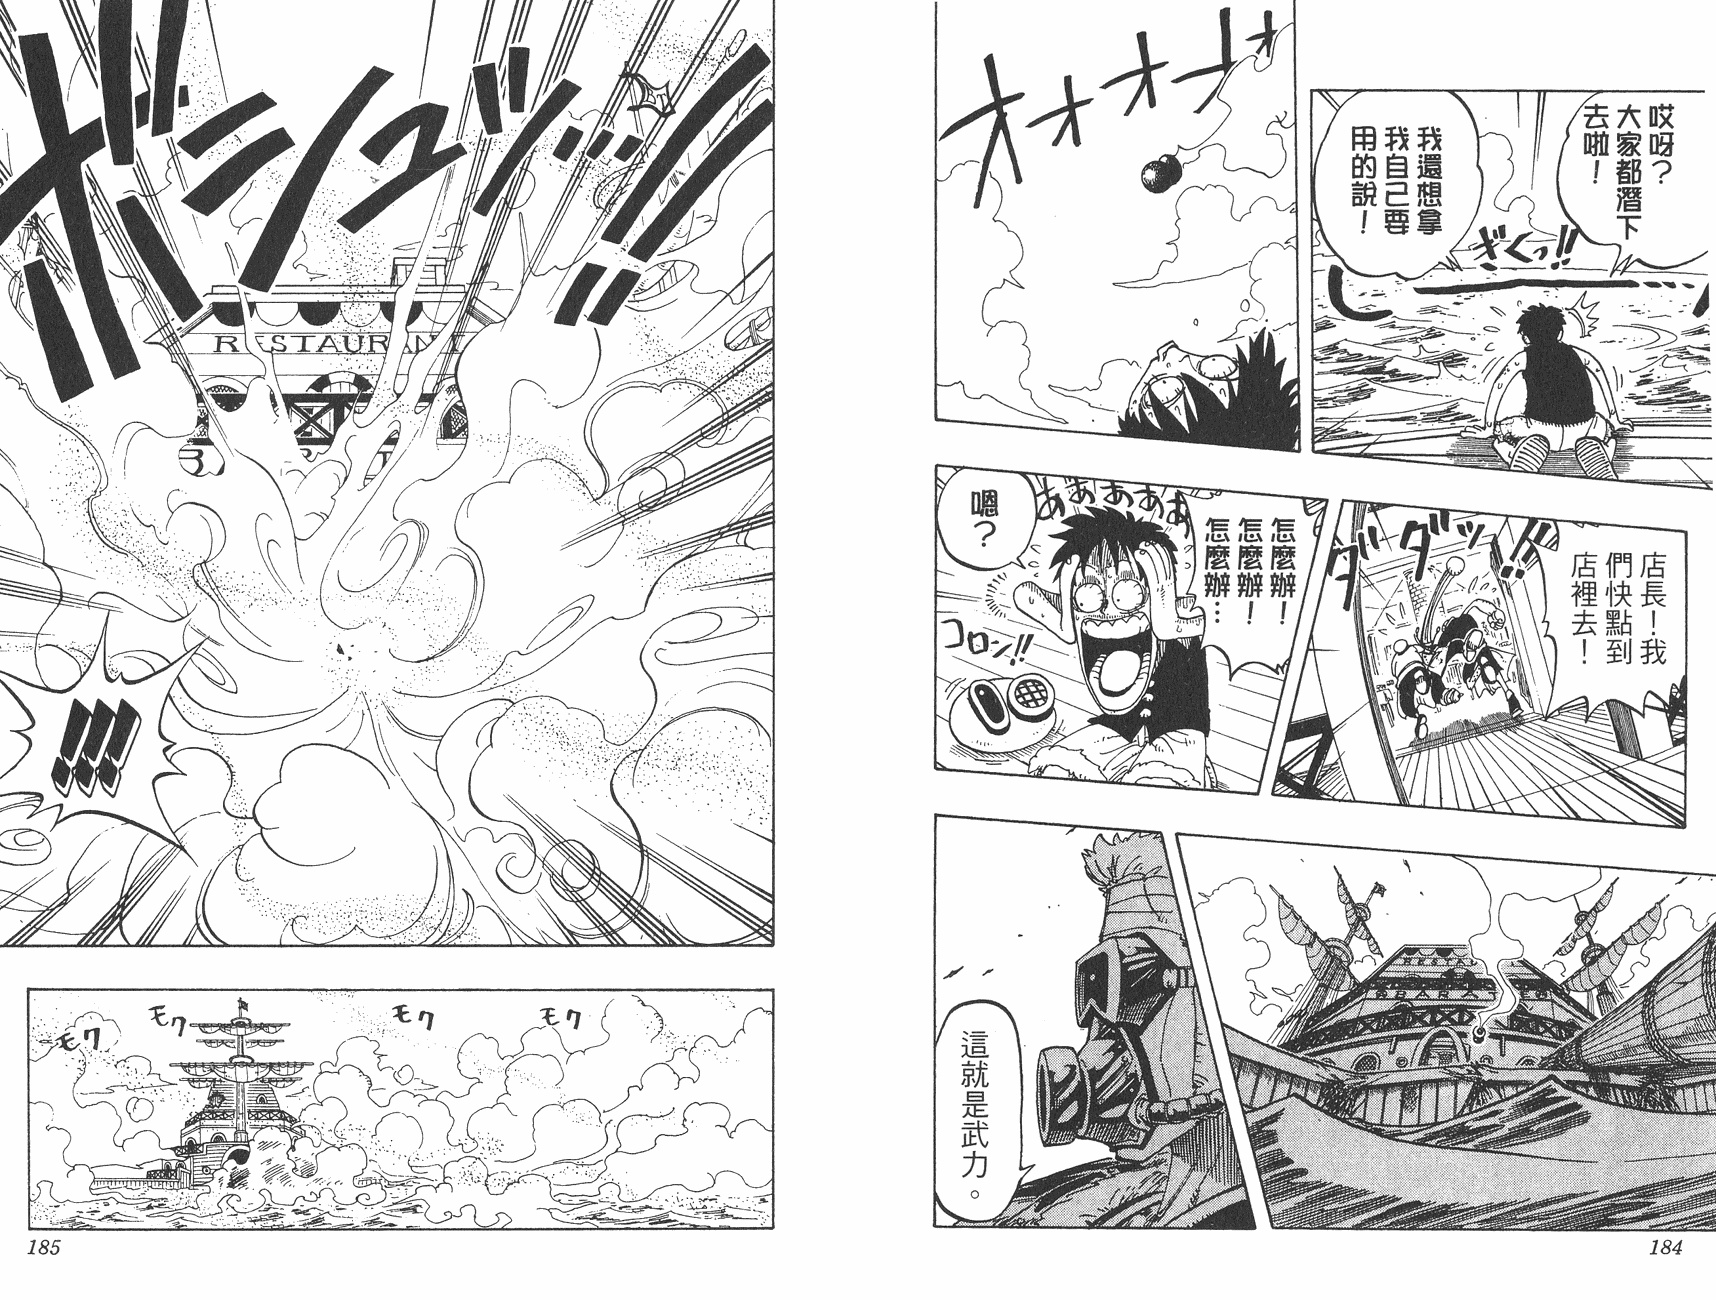 哎呀？
大家都潛下
去啦！
我還想拿
我自己要
用的說！
ぎくっ!!
オオオオオ
店長！我
們快點到
店裡去！
ダダダッ!!
怎麼辦！
怎麼辦！
怎麼辦…
ああああああ
嗯？
コロン!!
RESTAU
BARA
這就是武力。
184
ボシュッ…!!
RESTAURANT
!!!
モク
モク
モク
モク
185